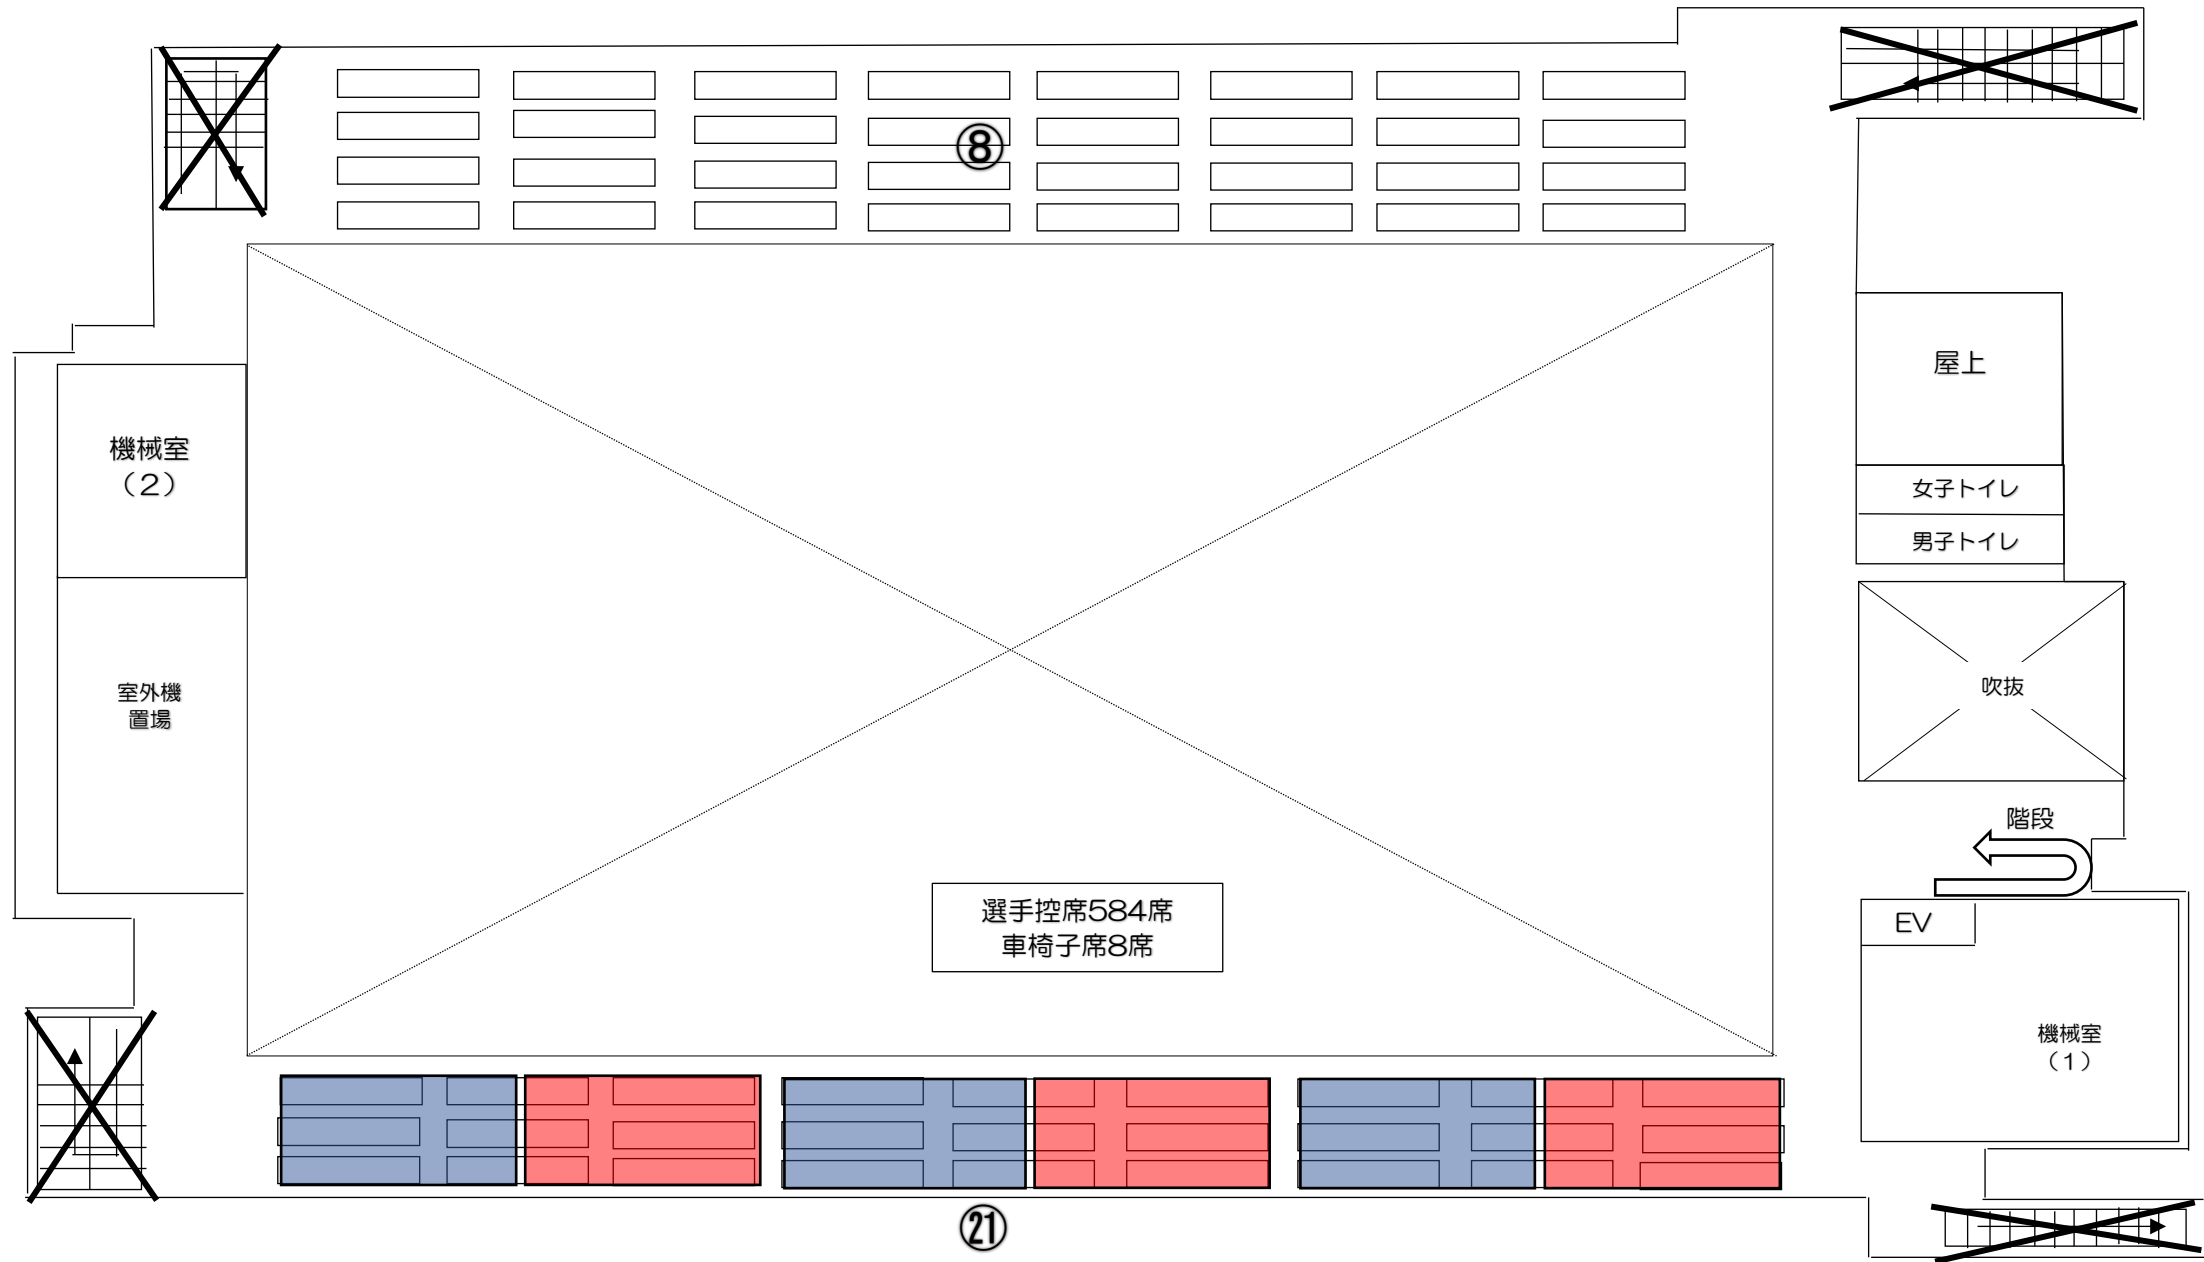 ⑧
屋上
機械室
（2）
女子トイレ
男子トイレ
室外機
置場
吹抜
階段
選手控席584席
車椅子席8席
EV
機械室
（1）
㉑